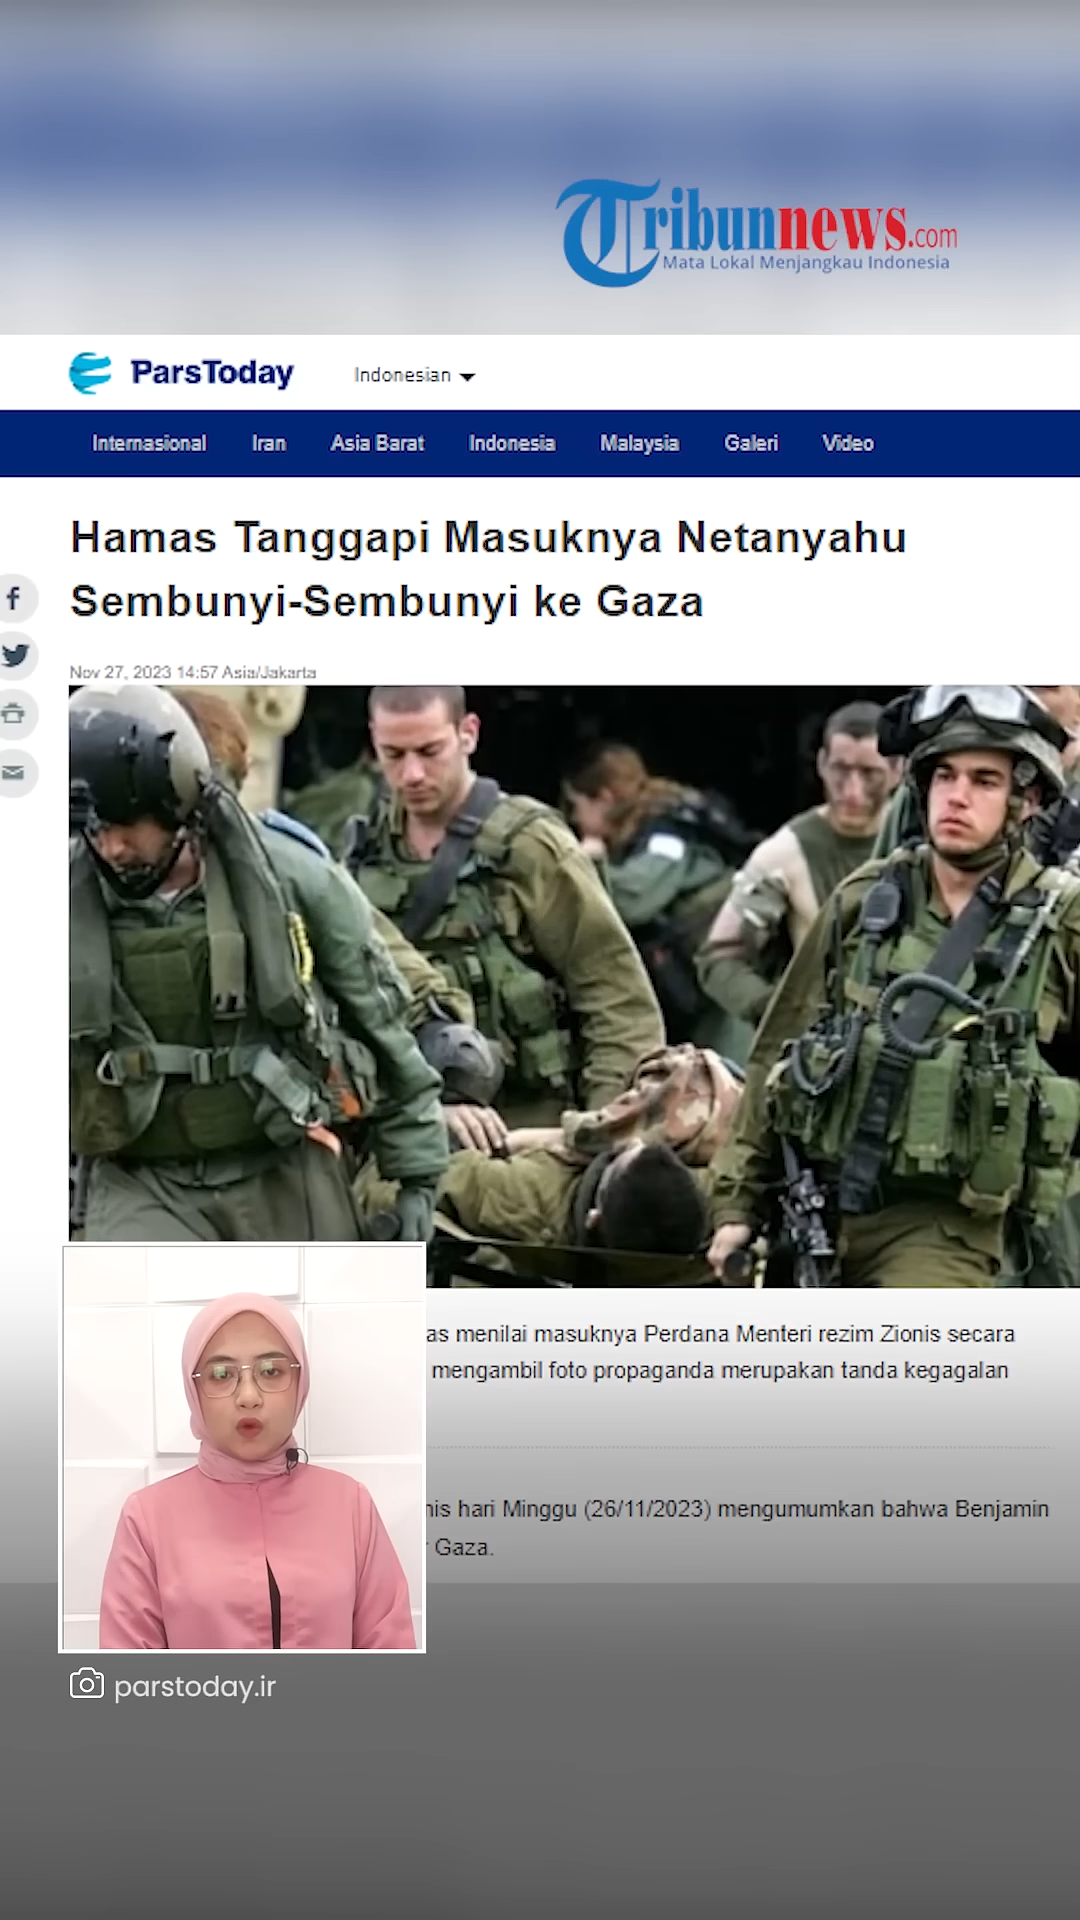 Tribunnews.com
Mata Lokal Menjangkau Indonesia
ParsToday
Indonesian
Internasional Iran Asia Barat Indonesia Malaysia Galeri Video
Hamas Tanggapi Masuknya Netanyahu
Sembunyi-Sembunyi ke Gaza
Nov 27, 2023 14:57 Asia/Jakarta
menilai masuknya Perdana Menteri rezim Zionis secara
mengambil foto propaganda merupakan tanda kegagalan
hari Minggu (26/11/2023) mengumumkan bahwa Benjamin
Gaza.
parstoday.ir